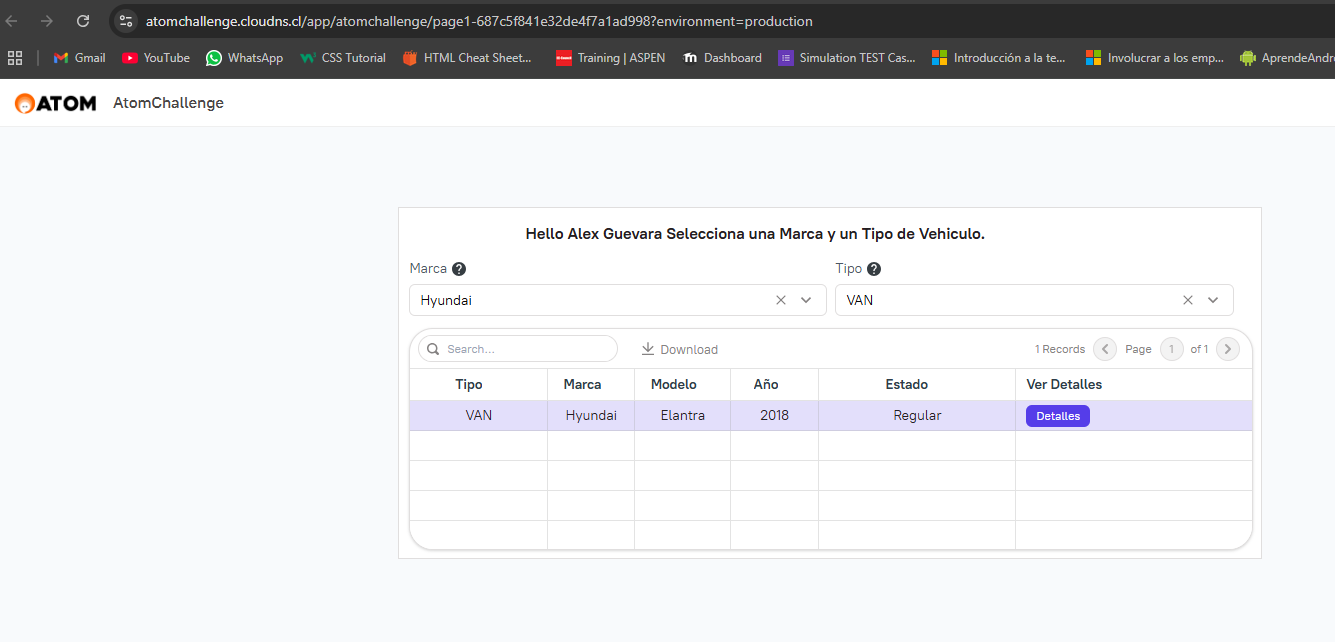 atomchallenge.cloudns.cl/app/atomchallenge/page1-687c5f841e32de4f7a1ad998?environment=production
Gmail YouTube WhatsApp CSS Tutorial HTML Cheat Sheet... Training | ASPEN Dashboard Simulation TEST Cas... Introducción a la te... Involucrar a los emp... AprendeAndr
ATOM AtomChallenge
Hello Alex Guevara Selecciona una Marca y un Tipo de Vehiculo.
Marca ? Tipo ?
Hyundai VAN
Search... Download 1 Records Page 1 of 1
Tipo Marca Modelo Año Estado Ver Detalles
VAN Hyundai Elantra 2018 Regular Detalles